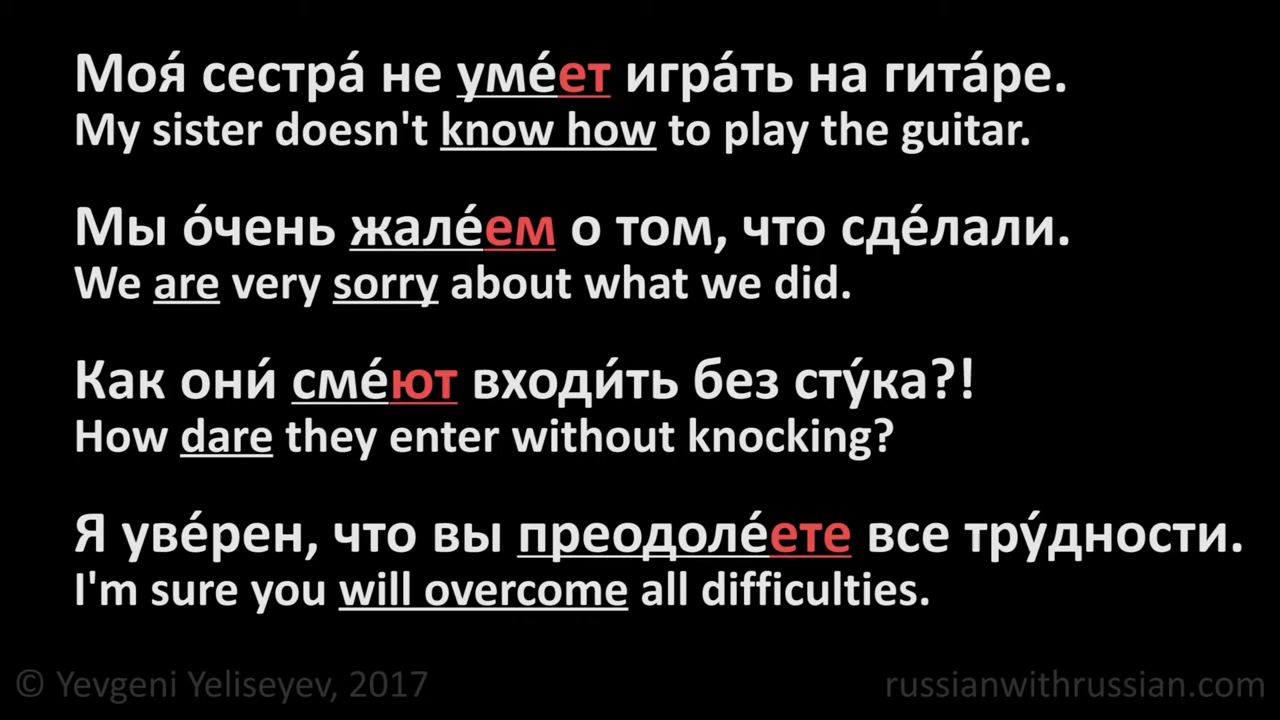 Моя́ сестра́ не уме́ет игра́ть на гита́ре.
My sister doesn't know how to play the guitar.
Мы о́чень жале́ем о том, что сде́лали.
We are very sorry about what we did.
Как они́ сме́ют входи́ть без сту́ка?!
How dare they enter without knocking?
Я уве́рен, что вы преодоле́ете все тру́дности.
I'm sure you will overcome all difficulties.
© Yevgeni Yeliseyev, 2017
russianwithrussian.com